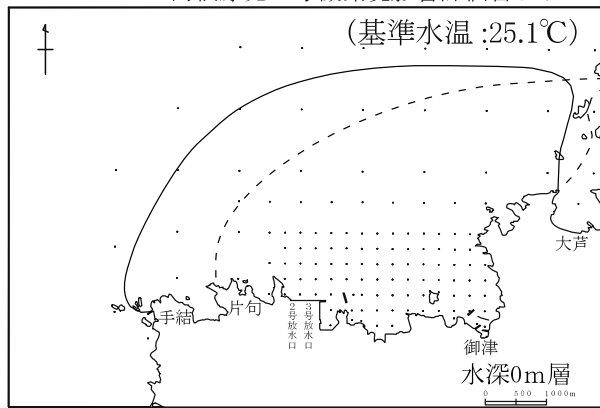 (基準水温:25.1℃)
大芦
手結
片句
2号放水口
3号放水口
御津
水深0m層
0 500 1000m